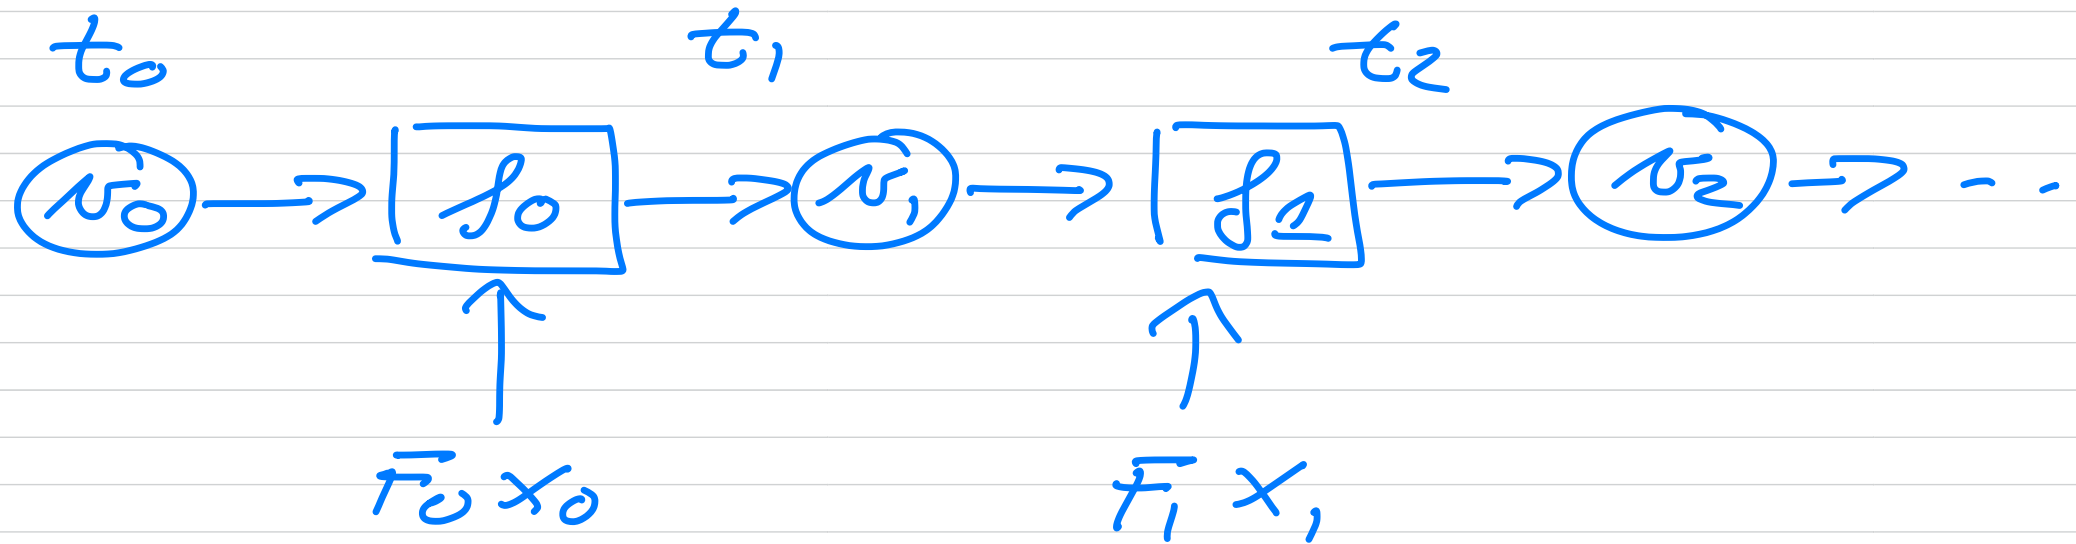 t₀ t₁ t₂
v₀ → f₀ → v₁ → f₁ → v₂ → ...
F₀ x₀ F₁ x₁